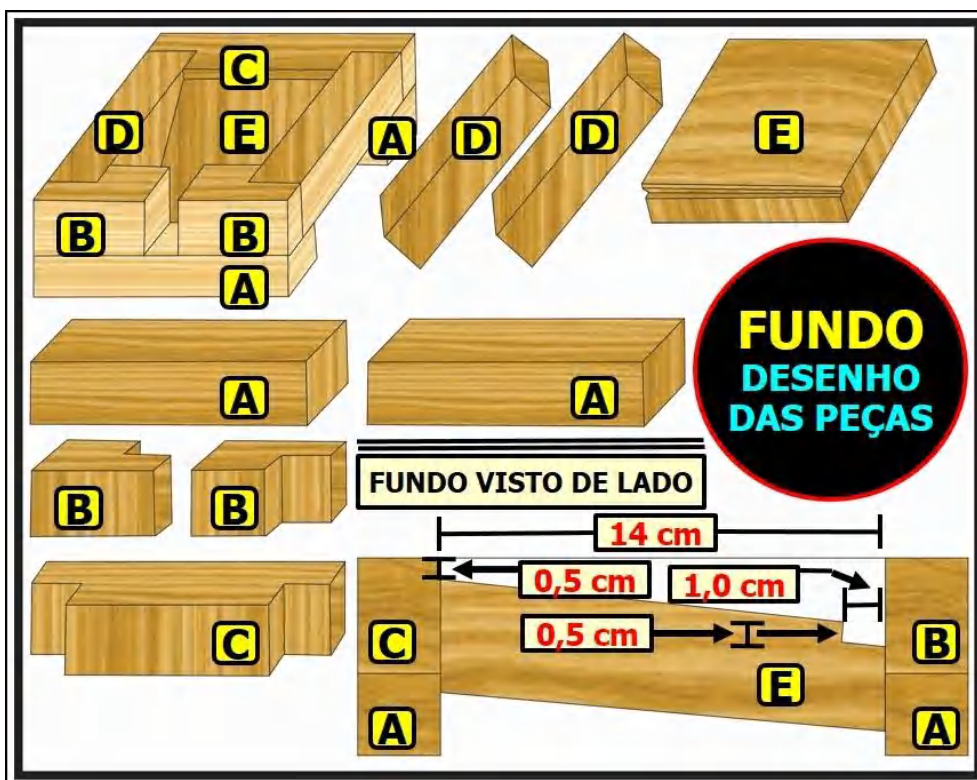 C
D
E
A
B
B
A
D
D
E
A
A
FUNDO
DESENHO
DAS PEÇAS
B
B
C
FUNDO VISTO DE LADO
14 cm
0,5 cm
1,0 cm
0,5 cm
C
B
E
A
A